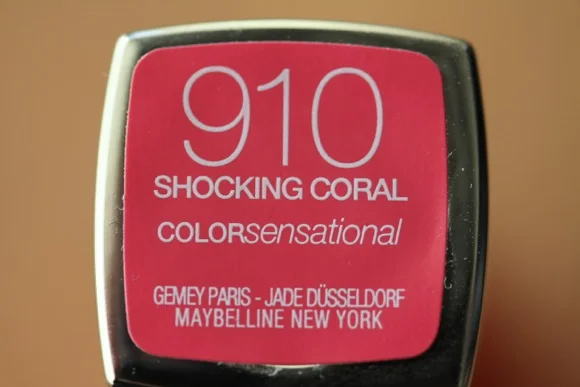 910
SHOCKING CORAL
COLORsensational
GEMEY PARIS - JADE DÜSSELDORF
MAYBELLINE NEW YORK